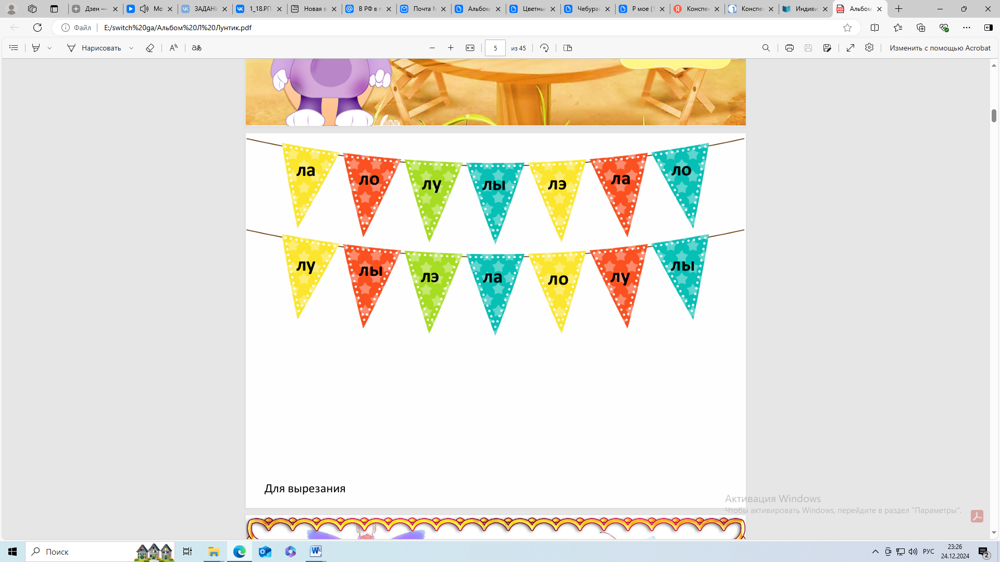 Дзен —
Мо
ЗАДАНИ
1_18.РП
Новая в
В РФ в п
Почта M
Альбом
Цветны
Чебура
Р мое (1
Конспе
Конспе
Индиви
Альбом
Файл
E:/switch%20ga/Альбом%20Л%20Лунтик.pdf
Нарисовать
5 из 45
Изменить с помощью Acrobat
ла ло лу лы лэ ла ло
лу лы лэ ла ло лу лы
Для вырезания
Активация Windows
Чтобы активировать Windows, перейдите в раздел "Параметры".
Поиск
РУС
23:26
24.12.2024
2